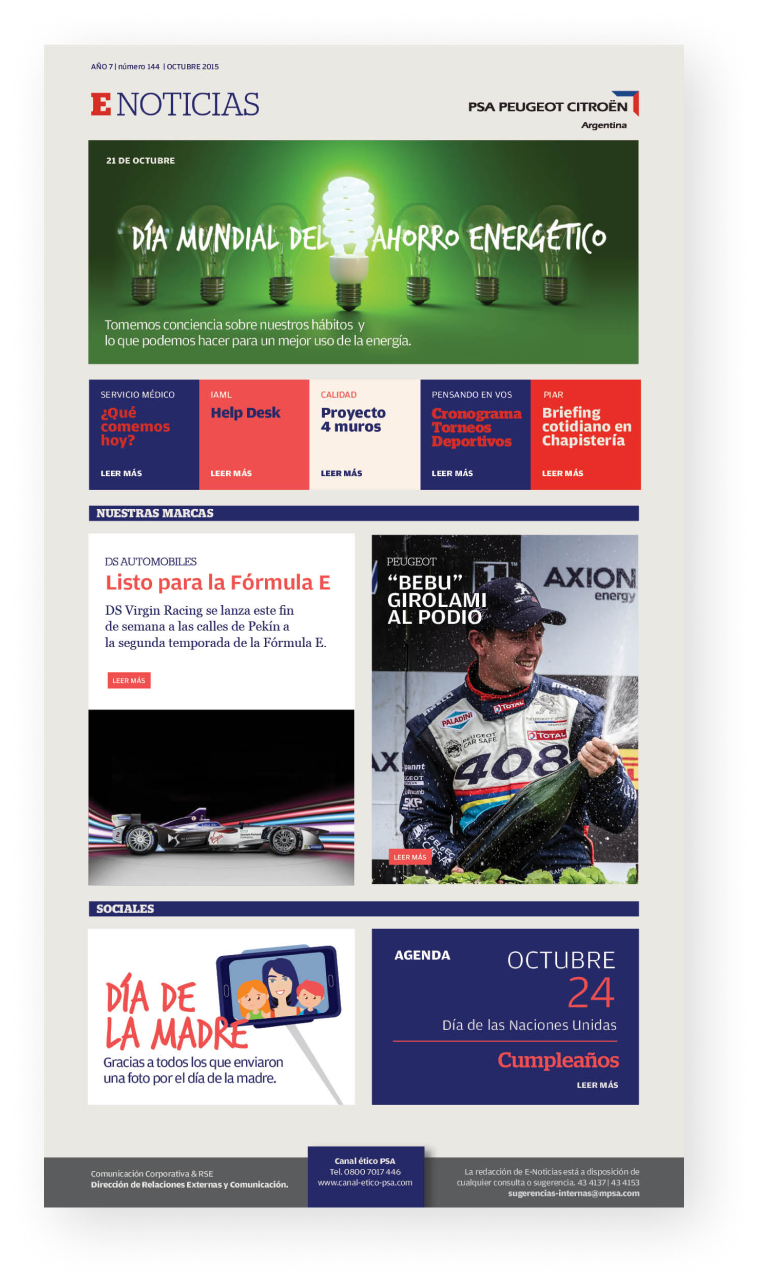 AÑO 7 | número 144 | OCTUBRE 2015
E NOTICIAS
PSA PEUGEOT CITROËN
Argentina
21 DE OCTUBRE
DÍA MUNDIAL DEL AHORRO ENERGÉTICO
Tomemos conciencia sobre nuestros hábitos y
lo que podemos hacer para un mejor uso de la energía.
SERVICIO MÉDICO
¿Qué
comemos
hoy?
LEER MÁS
IAML
Help Desk
LEER MÁS
CALIDAD
Proyecto
4 muros
LEER MÁS
PENSANDO EN VOS
Cronograma
Torneos
Deportivos
LEER MÁS
PIAR
Briefing
cotidiano en
Chapistería
LEER MÁS
NUESTRAS MARCAS
DS AUTOMOBILES
Listo para la Fórmula E
DS Virgin Racing se lanza este fin
de semana a las calles de Pekín a
la segunda temporada de la Fórmula E.
LEER MÁS
Virgin
PEUGEOT
“BEBU”
GIROLAMI
AL PODIO
1
AXION
energy
PALADINI
TOTAL
PEUGEOT
CAR SAFE
TOTAL
408
AX
SKP
LEER MÁS
SOCIALES
DÍA DE
LA MADRE
Gracias a todos los que enviaron
una foto por el día de la madre.
AGENDA
OCTUBRE
24
Día de las Naciones Unidas
Cumpleaños
LEER MÁS
Comunicación Corporativa & RSE
Dirección de Relaciones Externas y Comunicación.
Canal ético PSA
Tel. 0800 7017 446
www.canal-etico-psa.com
La redacción de E-Noticias está a disposición de
cualquier consulta o sugerencia. 43 4137 | 43 4153
sugerencias-internas@mpsa.com